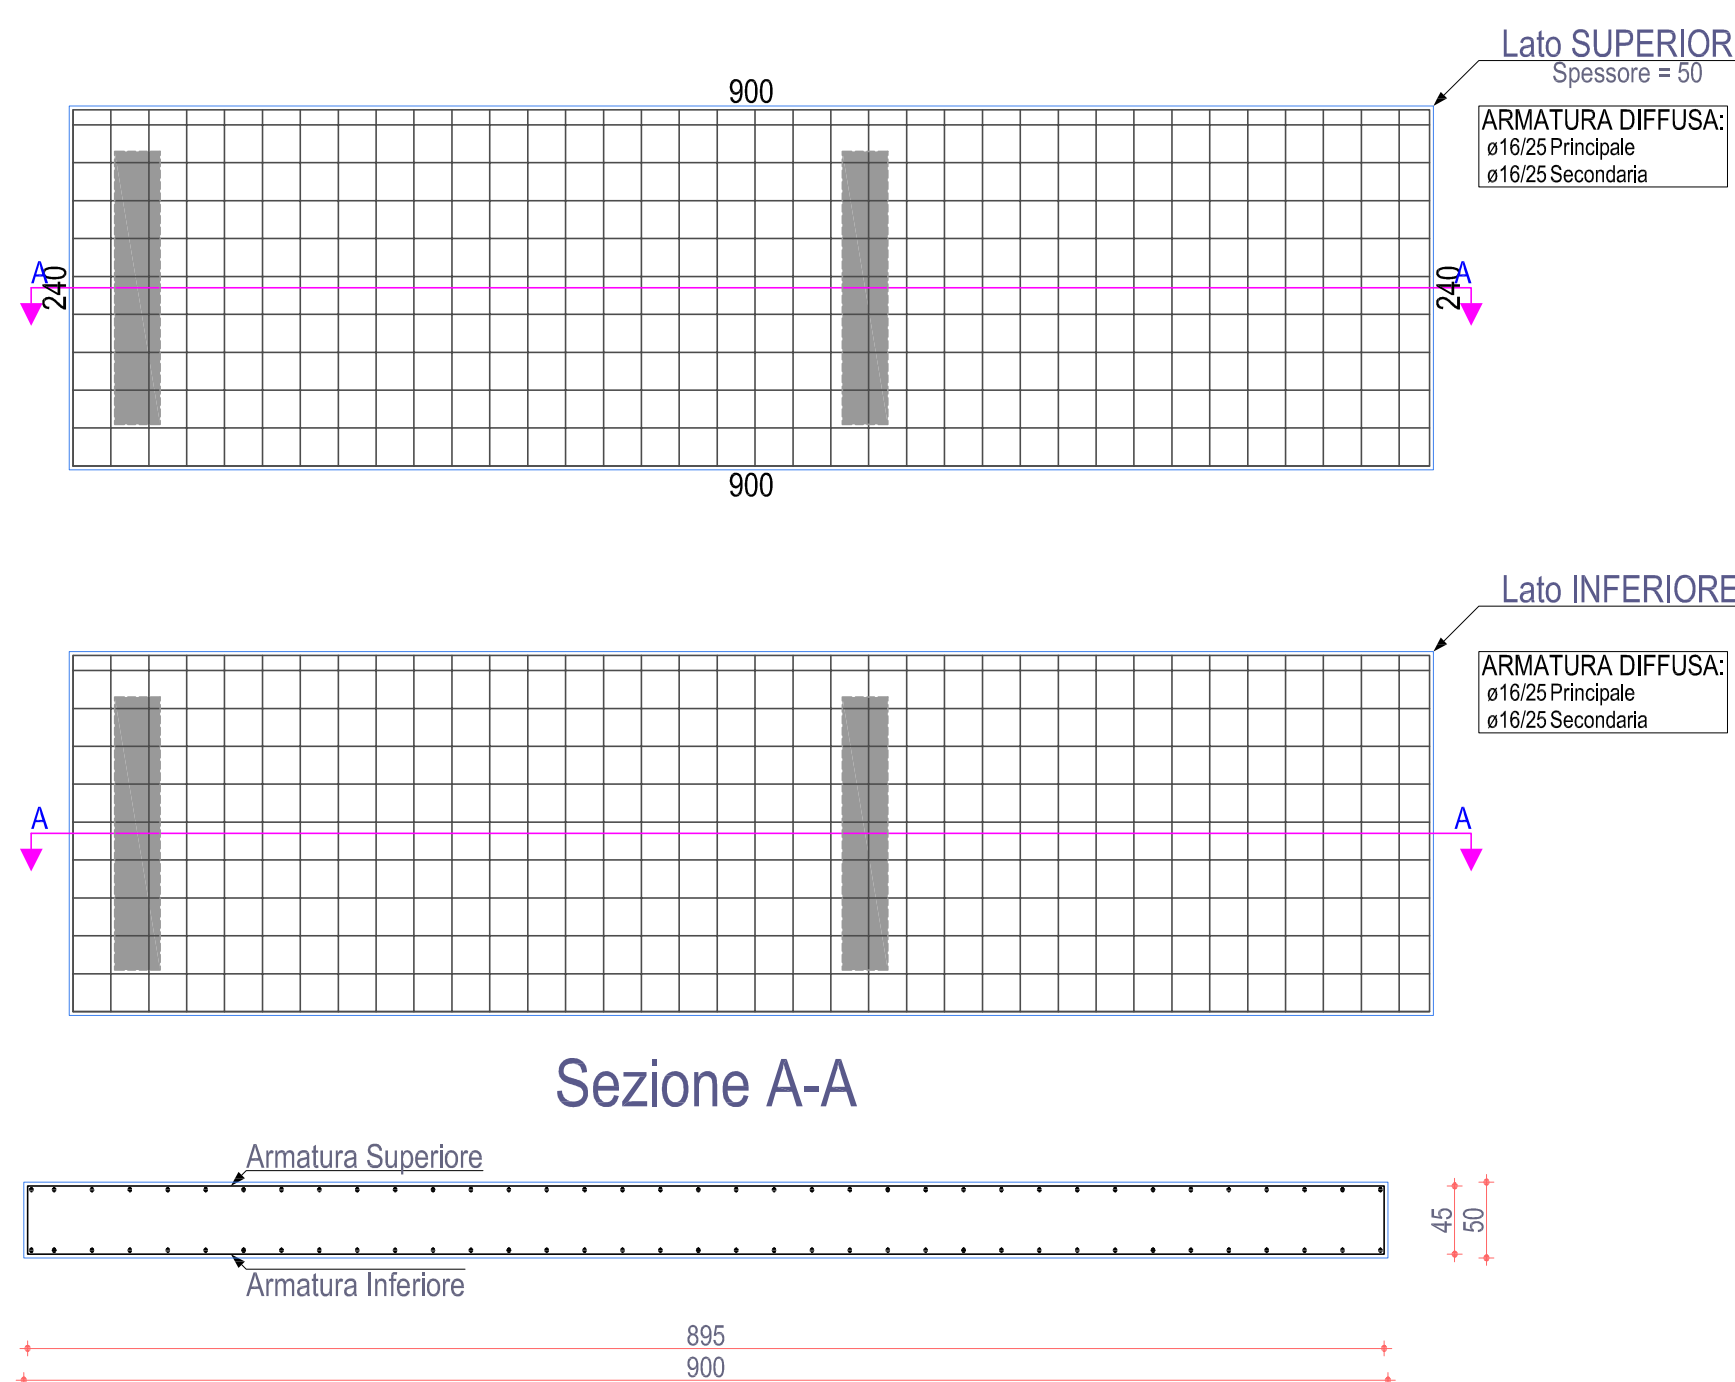 Lato SUPERIOR
Spessore = 50
900
ARMATURA DIFFUSA:
ø16/25 Principale
ø16/25 Secondaria
A
240
A
240
900
Lato INFERIORE
ARMATURA DIFFUSA:
ø16/25 Principale
ø16/25 Secondaria
A
A
Sezione A-A
Armatura Superiore
45
50
Armatura Inferiore
895
900